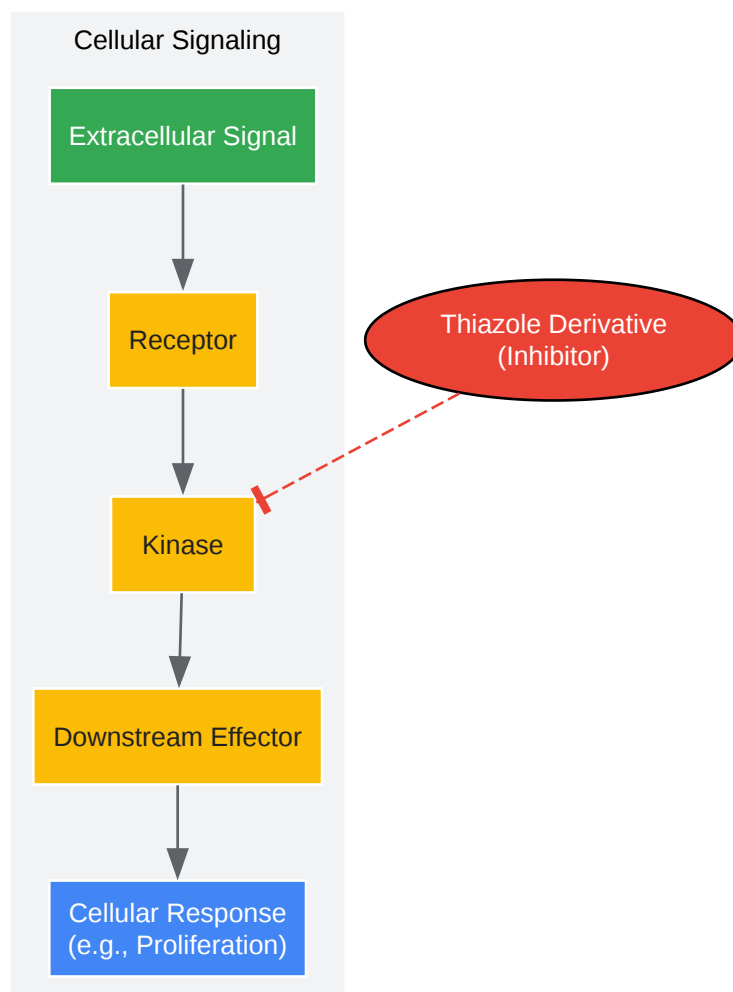 Cellular Signaling
Extracellular Signal
Receptor
Thiazole Derivative
(Inhibitor)
Kinase
Downstream Effector
Cellular Response
(e.g., Proliferation)